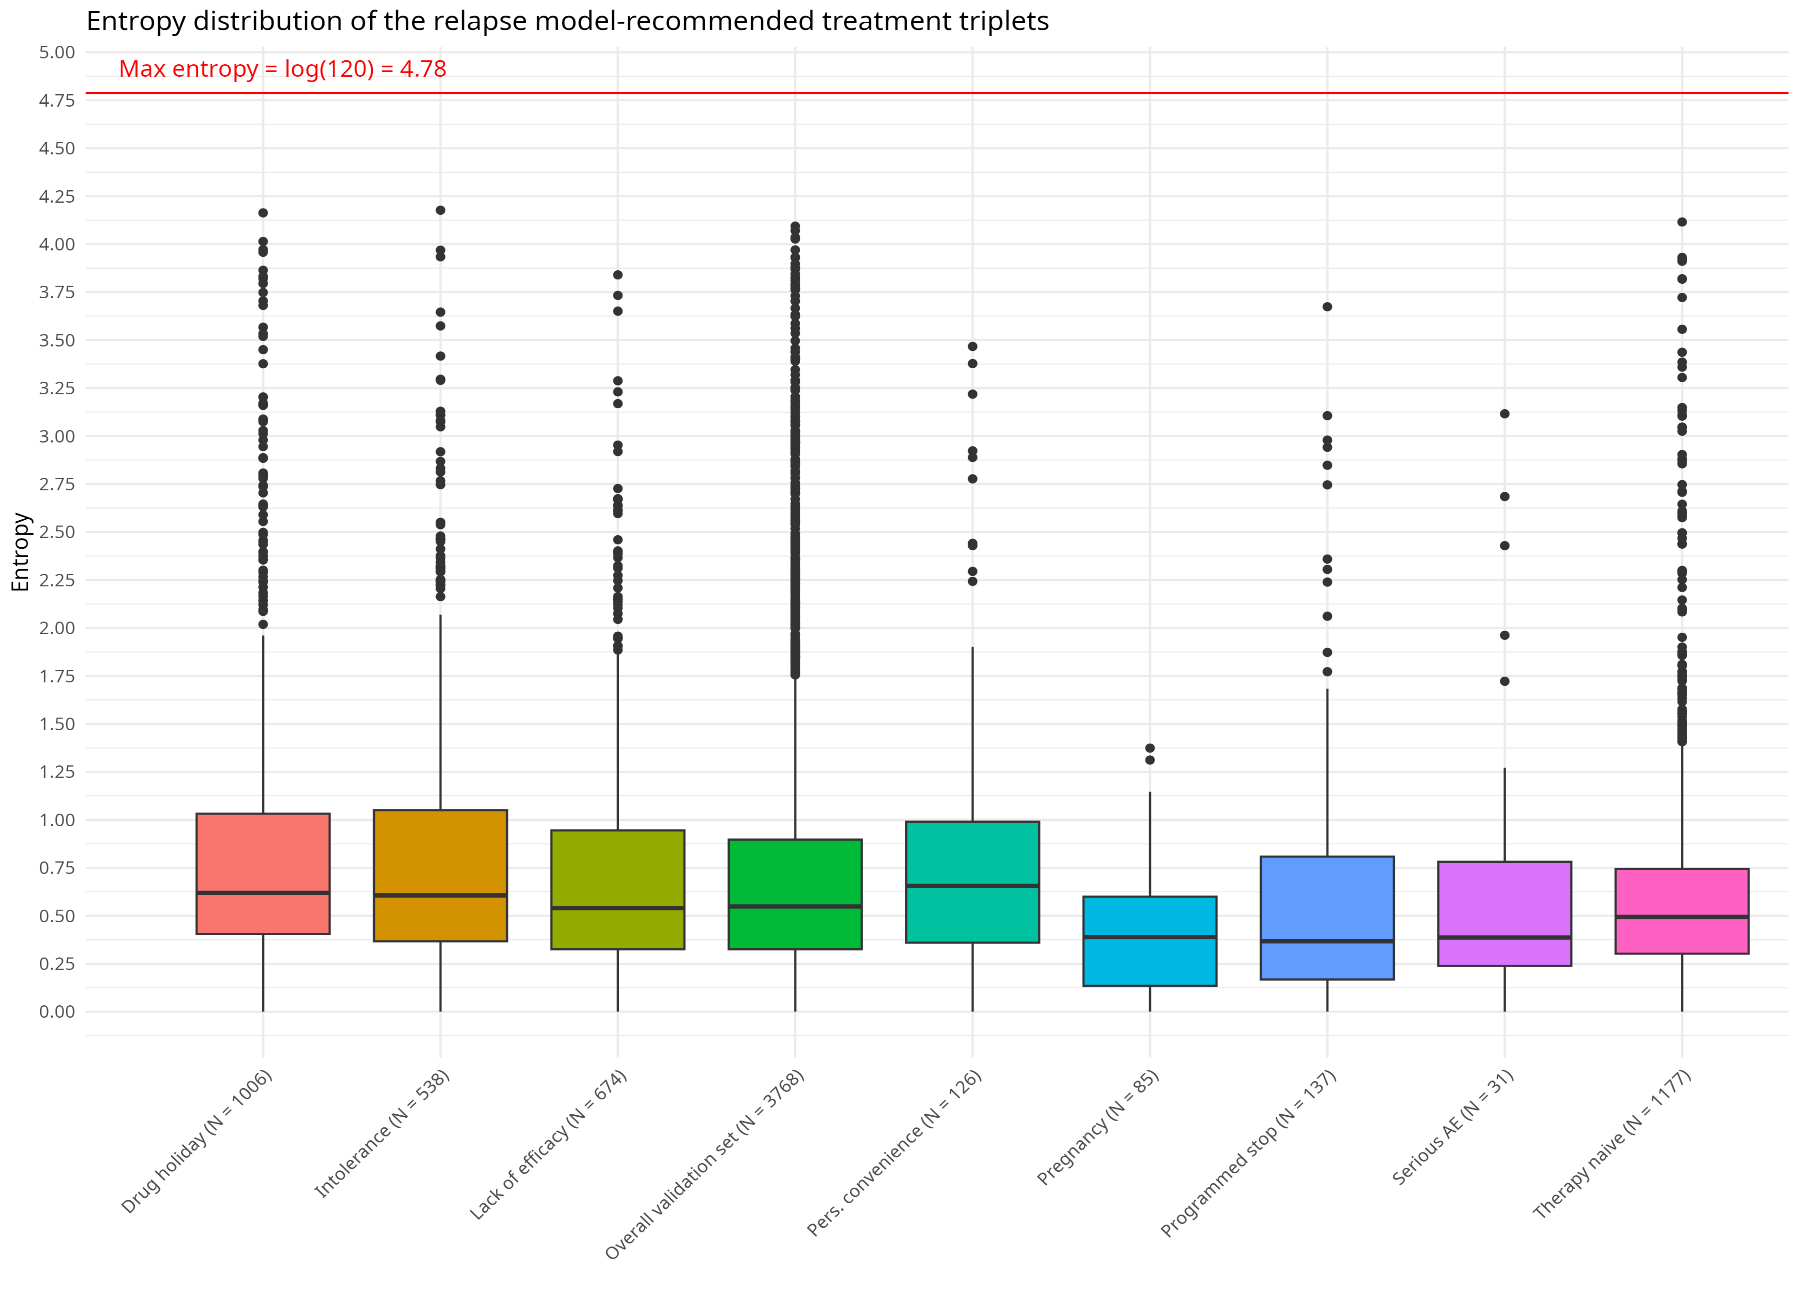 Entropy distribution of the relapse model-recommended treatment triplets
Max entropy = log(120) = 4.78
Entropy
5.00
4.75
4.50
4.25
4.00
3.75
3.50
3.25
3.00
2.75
2.50
2.25
2.00
1.75
1.50
1.25
1.00
0.75
0.50
0.25
0.00
Drug holiday (N = 1006)
Intolerance (N = 538)
Lack of efficacy (N = 674)
Overall validation set (N = 3768)
Pers. convenience (N = 126)
Pregnancy (N = 85)
Programmed stop (N = 137)
Serious AE (N = 31)
Therapy naive (N = 1177)